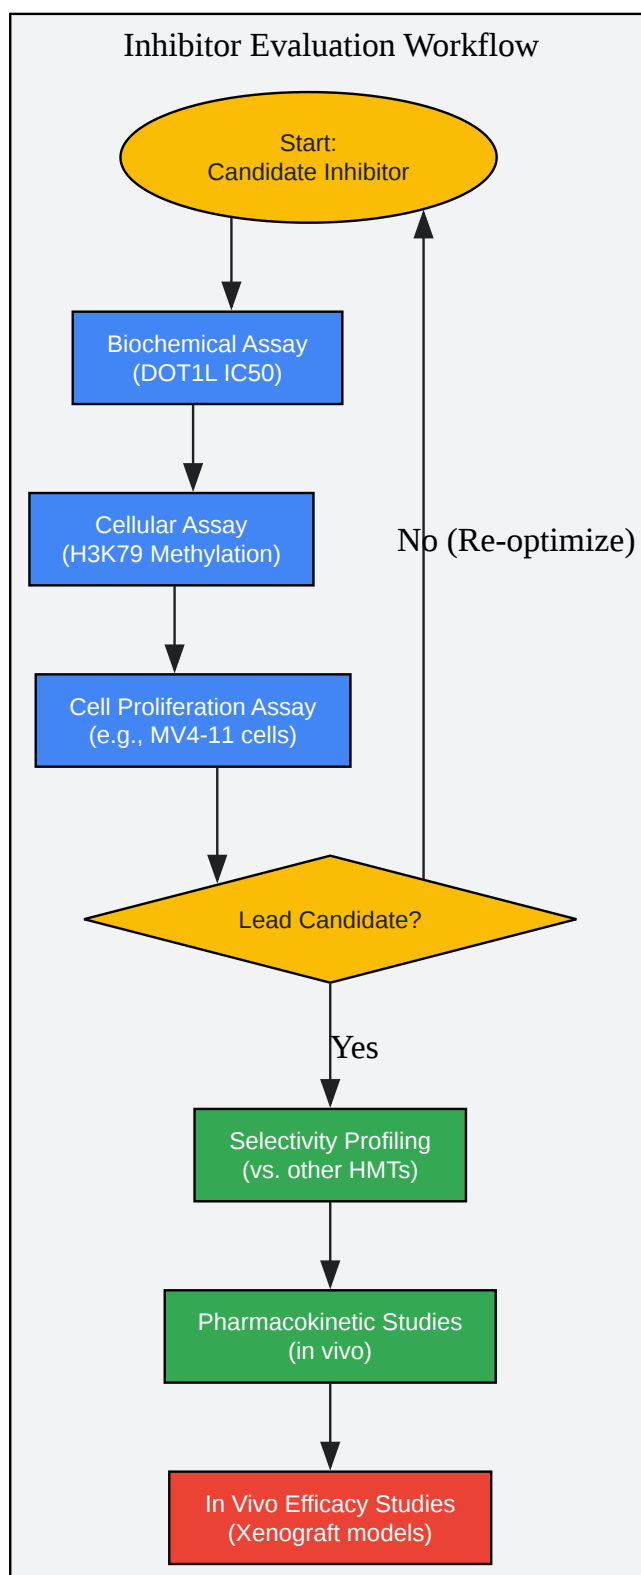 Inhibitor Evaluation Workflow
Start:
Candidate Inhibitor
Biochemical Assay
(DOT1L IC50)
Cellular Assay
(H3K79 Methylation)
No (Re-optimize)
Cell Proliferation Assay
(e.g., MV4-11 cells)
Lead Candidate?
Yes
Selectivity Profiling
(vs. other HMTs)
Pharmacokinetic Studies
(in vivo)
In Vivo Efficacy Studies
(Xenograft models)